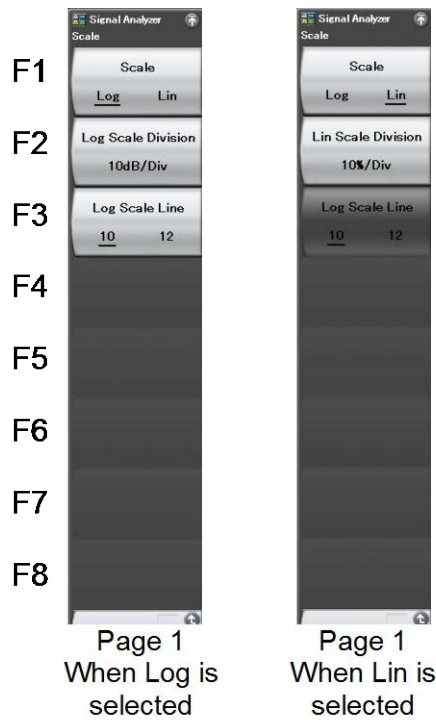 Signal Analyzer
Scale
F1
Scale
Log Lin
F2
Log Scale Division
10dB/Div
F3
Log Scale Line
10 12
F4
F5
F6
F7
F8
Page 1
When Log is
selected
Signal Analyzer
Scale
Scale
Log Lin
Lin Scale Division
10%/Div
Log Scale Line
10 12
Page 1
When Lin is
selected